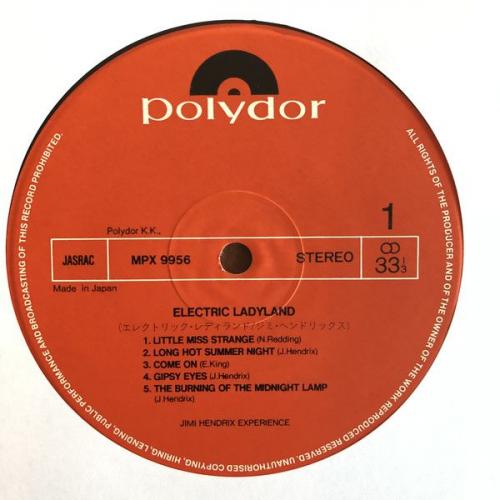 polydor
Polydor K.K.,
1
JASRAC
MPX 9956
STEREO
33 1/3
Made in Japan
ELECTRIC LADYLAND
(エレクトリック・レディランド/ジミ・ヘンドリックス)
1. LITTLE MISS STRANGE (N.Redding)
2. LONG HOT SUMMER NIGHT (J.Hendrix)
3. COME ON (E.King)
4. GIPSY EYES (J.Hendrix)
5. THE BURNING OF THE MIDNIGHT LAMP
(J.Hendrix)
JIMI HENDRIX EXPERIENCE
ALL RIGHTS OF THE PRODUCER AND OF THE OWNER OF THE WORK REPRODUCED RESERVED. UNAUTHORISED COPYING, HIRING, LENDING, PUBLIC PERFORMANCE AND BROADCASTING OF THIS RECORD PROHIBITED.